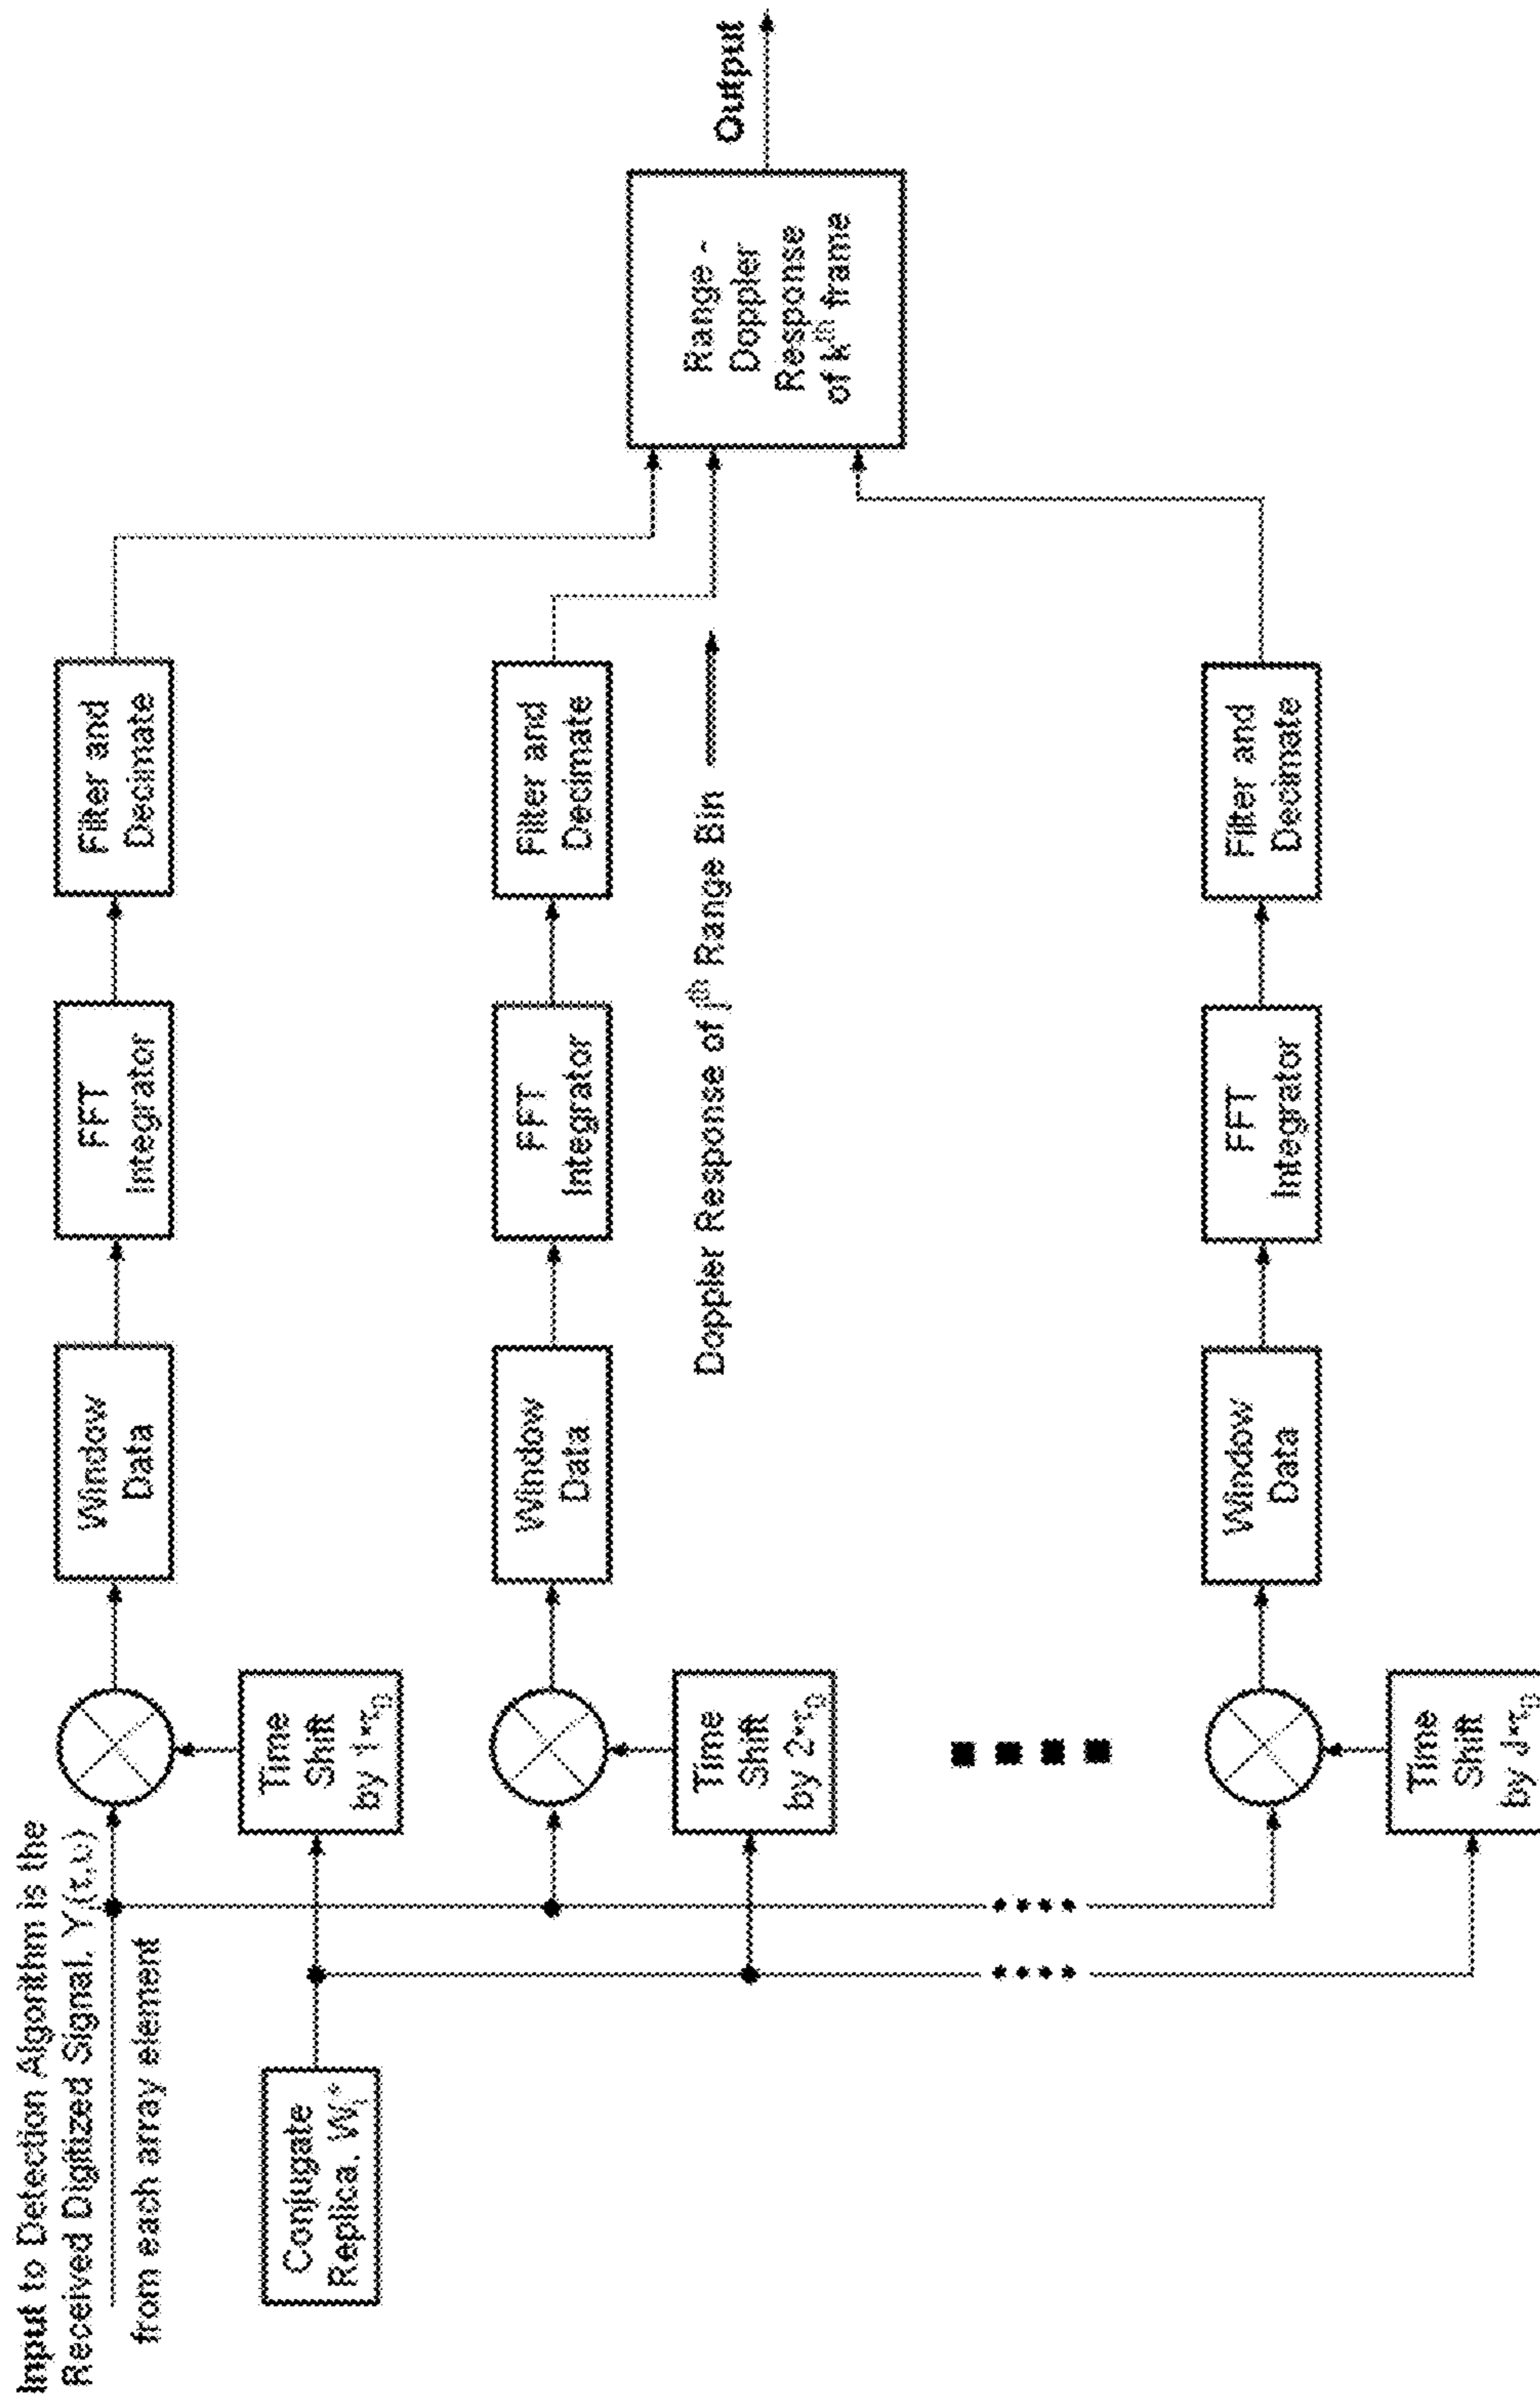 Input to Detection Algorithm is the
Received Digitized Signal, Yj(τ,υ)
from each array element
Conjugate
Replica, Wi*
Time
Shift
by 1*τ0
Window
Data
FFT
Integrator
Filter and
Decimate
Time
Shift
by 2*τ0
Window
Data
FFT
Integrator
Filter and
Decimate
Doppler Response of jth Range Bin
Time
Shift
by J*τ0
Window
Data
FFT
Integrator
Filter and
Decimate
Range -
Doppler
Response
of kth frame
Output